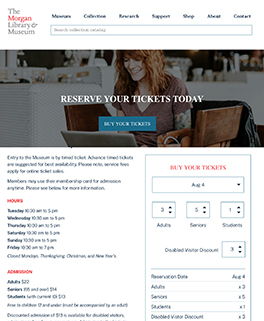 The
Morgan
Library &
Museum
Museum Collection Research Support Shop About Contact
Search collection catalog
RESERVE YOUR TICKETS TODAY
BUY YOUR TICKETS
Entry to the Museum is by timed ticket. Advance timed tickets
are suggested for best availability. Please note, service fees
apply for online ticket sales.
Members may use their membership card for admission
anytime. Please see below for more information.
HOURS
Tuesday 10:30 am to 5 pm
Wednesday 10:30 am to 5 pm
Thursday 10:30 am to 5 pm
Saturday 10:30 am to 5 pm
Sunday 10:30 am to 5 pm
Friday 10:30 am to 7 pm
Closed Mondays, Thanksgiving, Christmas, and New Year's
ADMISSION
Adults $22
Seniors (65 and over) $14
Students (with current ID) $13
Free to children 12 and under (must be accompanied by an adult)
Discounted admission of $13 is available for disabled visitors,
BUY YOUR TICKETS
Aug 4
3 5 1
Adults Seniors Students
Disabled Visitor Discount 3
Reservation Date Aug 4
Adults x 3
Seniors x 5
Students x 1
Disabled Visitor Discount x 3